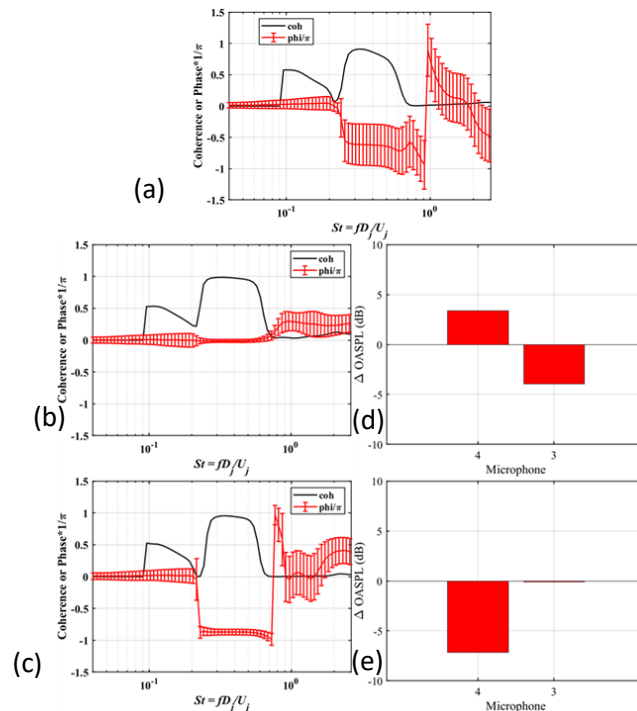 coh
phi/π
Coherence or Phase*1/π
1.5
1
0.5
0
-0.5
-1
-1.5
10^-1
10^0
St = fD_j/U_j
(a)
coh
phi/π
Coherence or Phase*1/π
1.5
1
0.5
0
-0.5
-1
-1.5
10^-1
10^0
St = fD_j/U_j
(b)
Δ OASPL (dB)
10
5
0
-5
-10
4
3
Microphone
(d)
coh
phi/π
Coherence or Phase*1/π
1.5
1
0.5
0
-0.5
-1
-1.5
10^-1
10^0
St = fD_j/U_j
(c)
Δ OASPL (dB)
10
5
0
-5
-10
4
3
Microphone
(e)